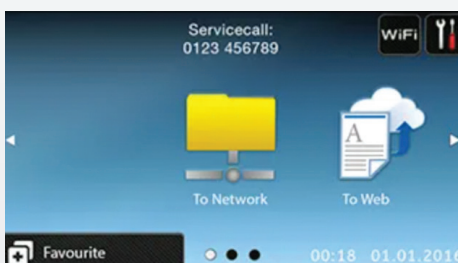 Servicecall:
0123 456789
WiFi
A
To Network
To Web
Favourite
00:18 01.01.2016